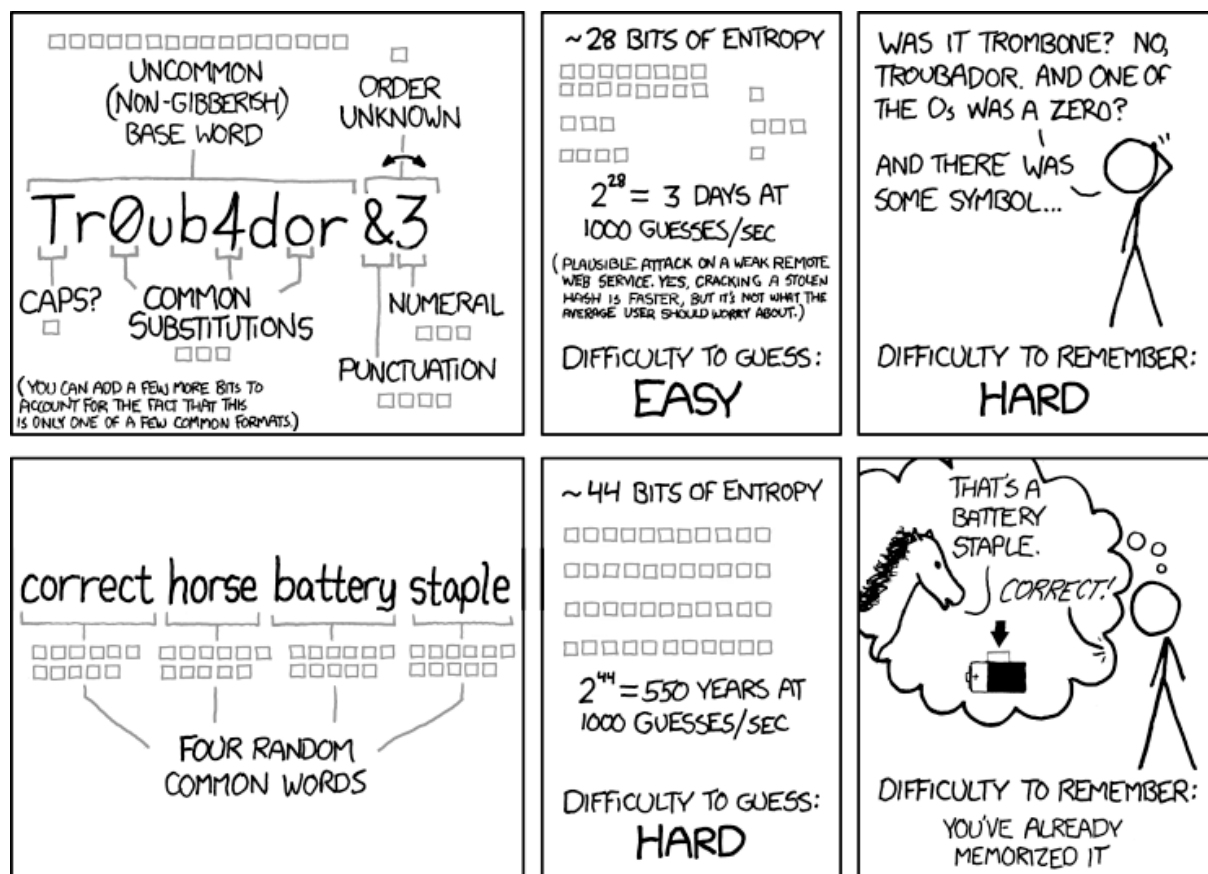 UNCOMMON
(NON-GIBBERISH)
BASE WORD
ORDER
UNKNOWN
Tr0ub4dor &3
CAPS?
COMMON
SUBSTITUTIONS
NUMERAL
PUNCTUATION
(YOU CAN ADD A FEW MORE BITS TO
ACCOUNT FOR THE FACT THAT THIS
IS ONLY ONE OF A FEW COMMON FORMATS.)
~28 BITS OF ENTROPY
2^28 = 3 DAYS AT
1000 GUESSES/SEC
(PLAUSIBLE ATTACK ON A WEAK REMOTE
WEB SERVICE. YES, CRACKING A STOLEN
HASH IS FASTER, BUT IT'S NOT WHAT THE
AVERAGE USER SHOULD WORRY ABOUT.)
DIFFICULTY TO GUESS:
EASY
WAS IT TROMBONE? NO,
TROUBADOR. AND ONE OF
THE Os WAS A ZERO?
AND THERE WAS
SOME SYMBOL...
DIFFICULTY TO REMEMBER:
HARD
correct horse battery staple
FOUR RANDOM
COMMON WORDS
~44 BITS OF ENTROPY
2^44 = 550 YEARS AT
1000 GUESSES/SEC
DIFFICULTY TO GUESS:
HARD
THAT'S A
BATTERY
STAPLE.
CORRECT!
DIFFICULTY TO REMEMBER:
YOU'VE ALREADY
MEMORIZED IT